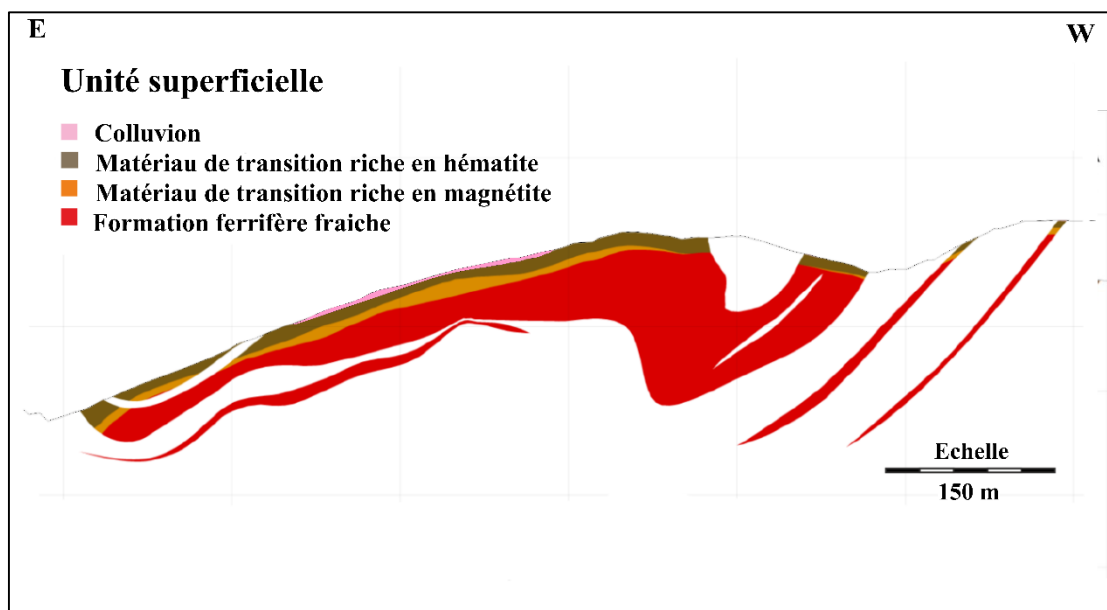 E
W
Unité superficielle
Colluvion
Matériau de transition riche en hématite
Matériau de transition riche en magnétite
Formation ferrifère fraiche
Echelle
150 m